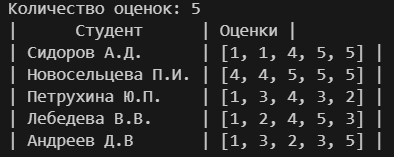 Количество оценок: 5
|      Студент       | Оценки |
| Сидоров А.Д.       | [1, 1, 4, 5, 5] |
| Новосельцева П.И. | [4, 4, 5, 5, 5] |
| Петрухина Ю.П.     | [1, 3, 4, 3, 2] |
| Лебедева В.В.      | [1, 2, 4, 5, 3] |
| Андреев Д.В        | [1, 3, 2, 3, 5] |